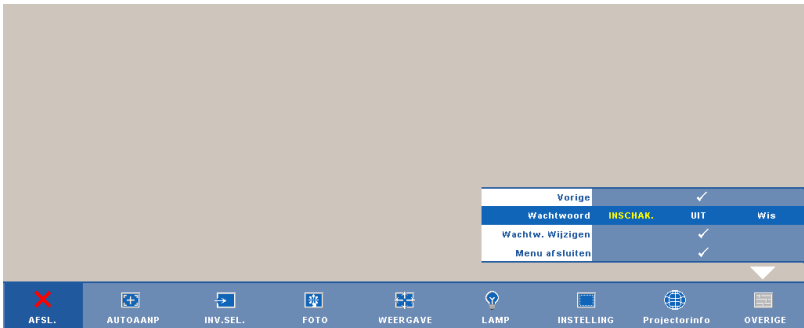 Vorige
Wachtwoord INSCHAK. UIT Wis
Wachtw. Wijzigen
Menu afsluiten
AFSL. AUTOAANP INV.SEL. FOTO WEERGAVE LAMP INSTELLING Projectorinfo OVERIGE